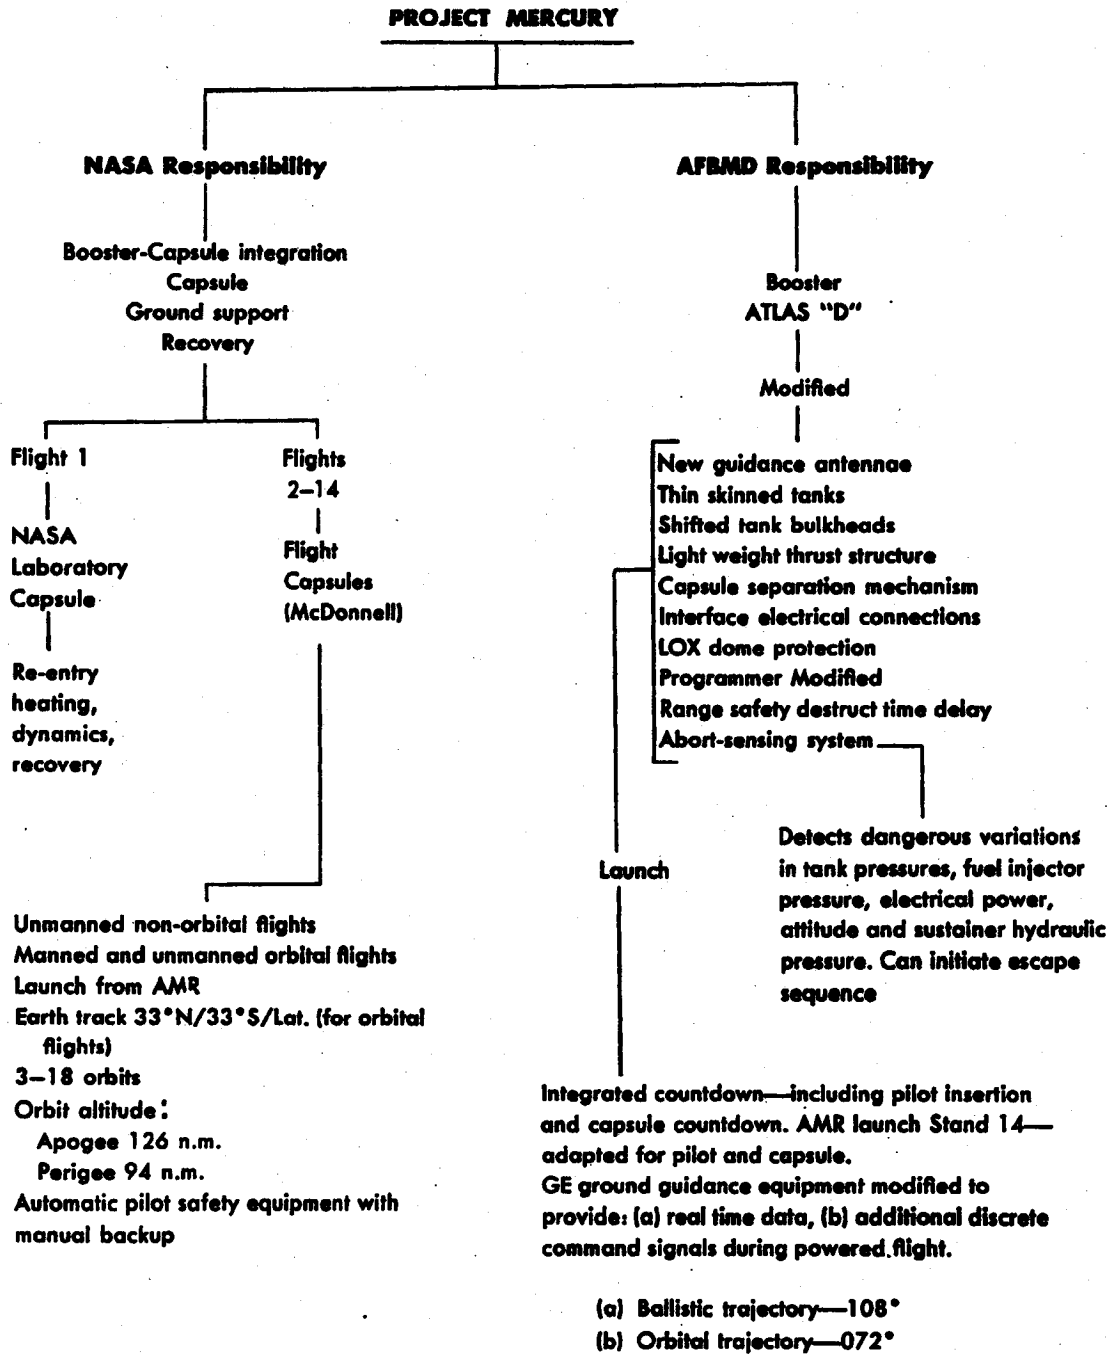 PROJECT MERCURY
NASA Responsibility
Booster-Capsule integration
Capsule
Ground support
Recovery
Flight 1
NASA
Laboratory
Capsule
Re-entry
heating,
dynamics,
recovery
Flights
2–14
Flight
Capsules
(McDonnell)
Unmanned non-orbital flights
Manned and unmanned orbital flights
Launch from AMR
Earth track 33°N/33°S/Lat. (for orbital
flights)
3–18 orbits
Orbit altitude:
Apogee 126 n.m.
Perigee 94 n.m.
Automatic pilot safety equipment with
manual backup
AFBMD Responsibility
Booster
ATLAS "D"
Modified
New guidance antennae
Thin skinned tanks
Shifted tank bulkheads
Light weight thrust structure
Capsule separation mechanism
Interface electrical connections
LOX dome protection
Programmer Modified
Range safety destruct time delay
Abort-sensing system
Detects dangerous variations
in tank pressures, fuel injector
pressure, electrical power,
attitude and sustainer hydraulic
pressure. Can initiate escape
sequence
Launch
Integrated countdown—including pilot insertion
and capsule countdown. AMR launch Stand 14—
adapted for pilot and capsule.
GE ground guidance equipment modified to
provide: (a) real time data, (b) additional discrete
command signals during powered flight.
(a) Ballistic trajectory—108°
(b) Orbital trajectory—072°